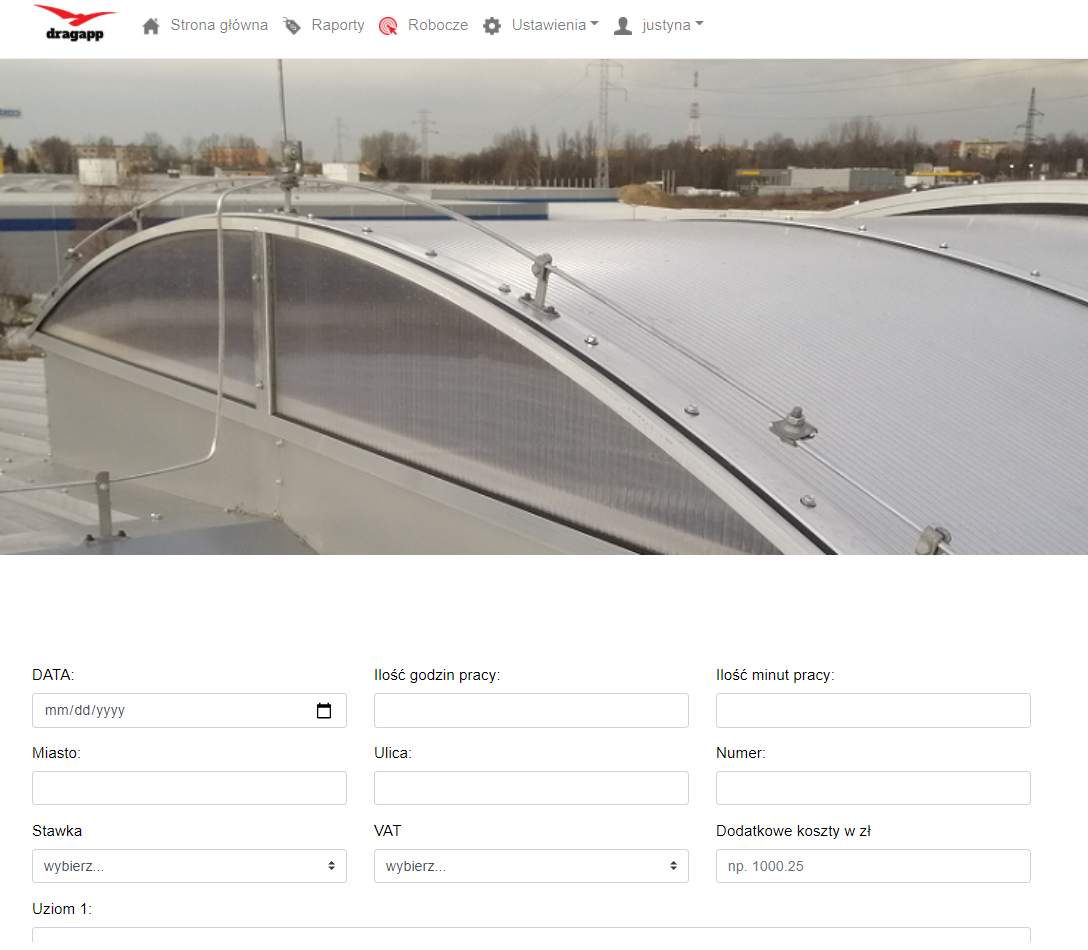 dragapp
Strona główna Raporty Robocze Ustawienia justyna
DATA: Ilość godzin pracy: Ilość minut pracy:
mm/dd/yyyy
Miasto: Ulica: Numer:
Stawka VAT Dodatkowe koszty w zł
wybierz... wybierz... np. 1000.25
Uziom 1: